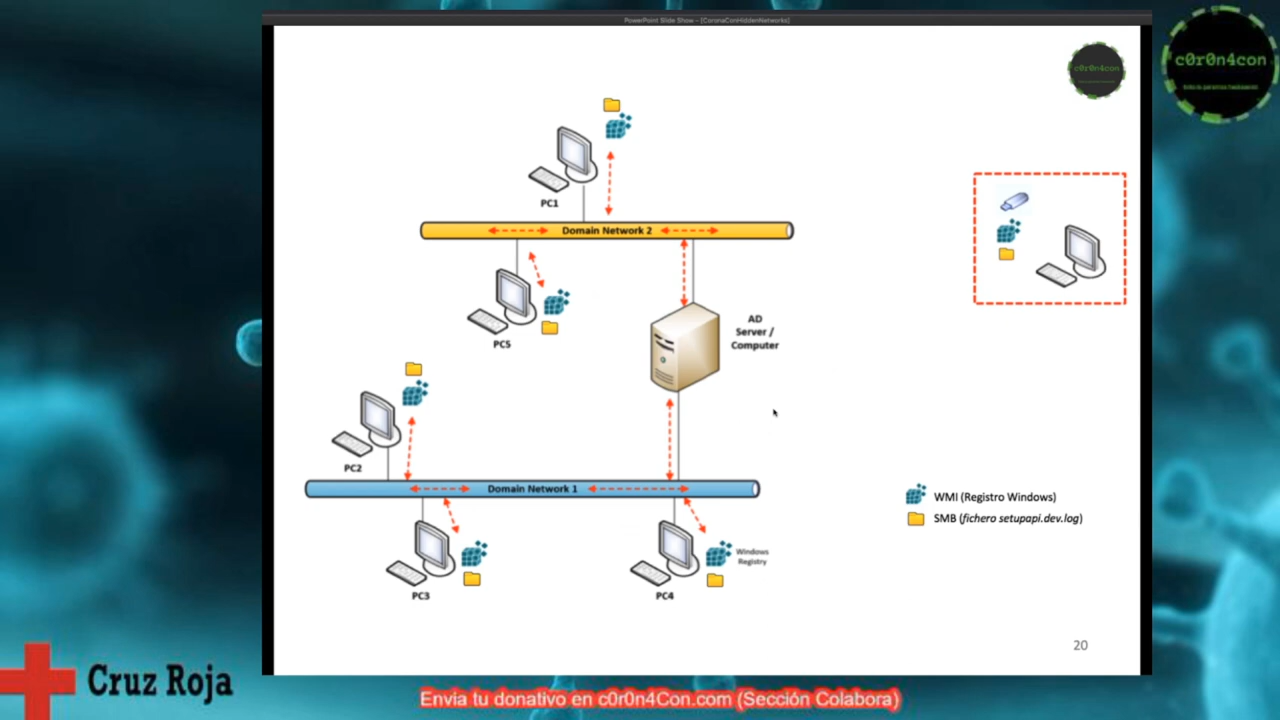 PowerPoint Slide Show - [CoronaConHiddenNetworks]
c0r0n4con
c0r0n4con
PC1
Domain Network 2
PC5
AD
Server /
Computer
PC2
Domain Network 1
PC3
PC4
Windows
Registry
WMI (Registro Windows)
SMB (fichero setupapi.dev.log)
20
Cruz Roja
Envia tu donativo en c0r0n4Con.com (Sección Colabora)